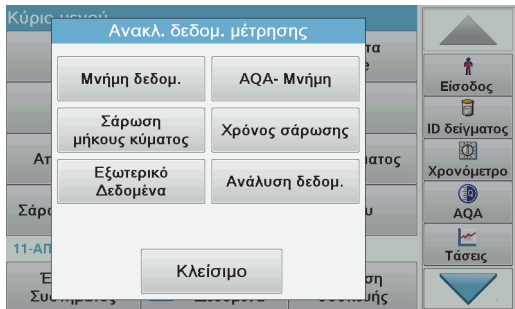 Κύριο μενού
Ανακλ. δεδομ. μέτρησης
Μνήμη δεδομ.
AQA- Μνήμη
Σάρωση
μήκους κύματος
Χρόνος σάρωσης
Εξωτερικό
Δεδομένα
Ανάλυση δεδομ.
Κλείσιμο
11-ΑΠ
Είσοδος
ID δείγματος
Χρονόμετρο
AQA
Τάσεις